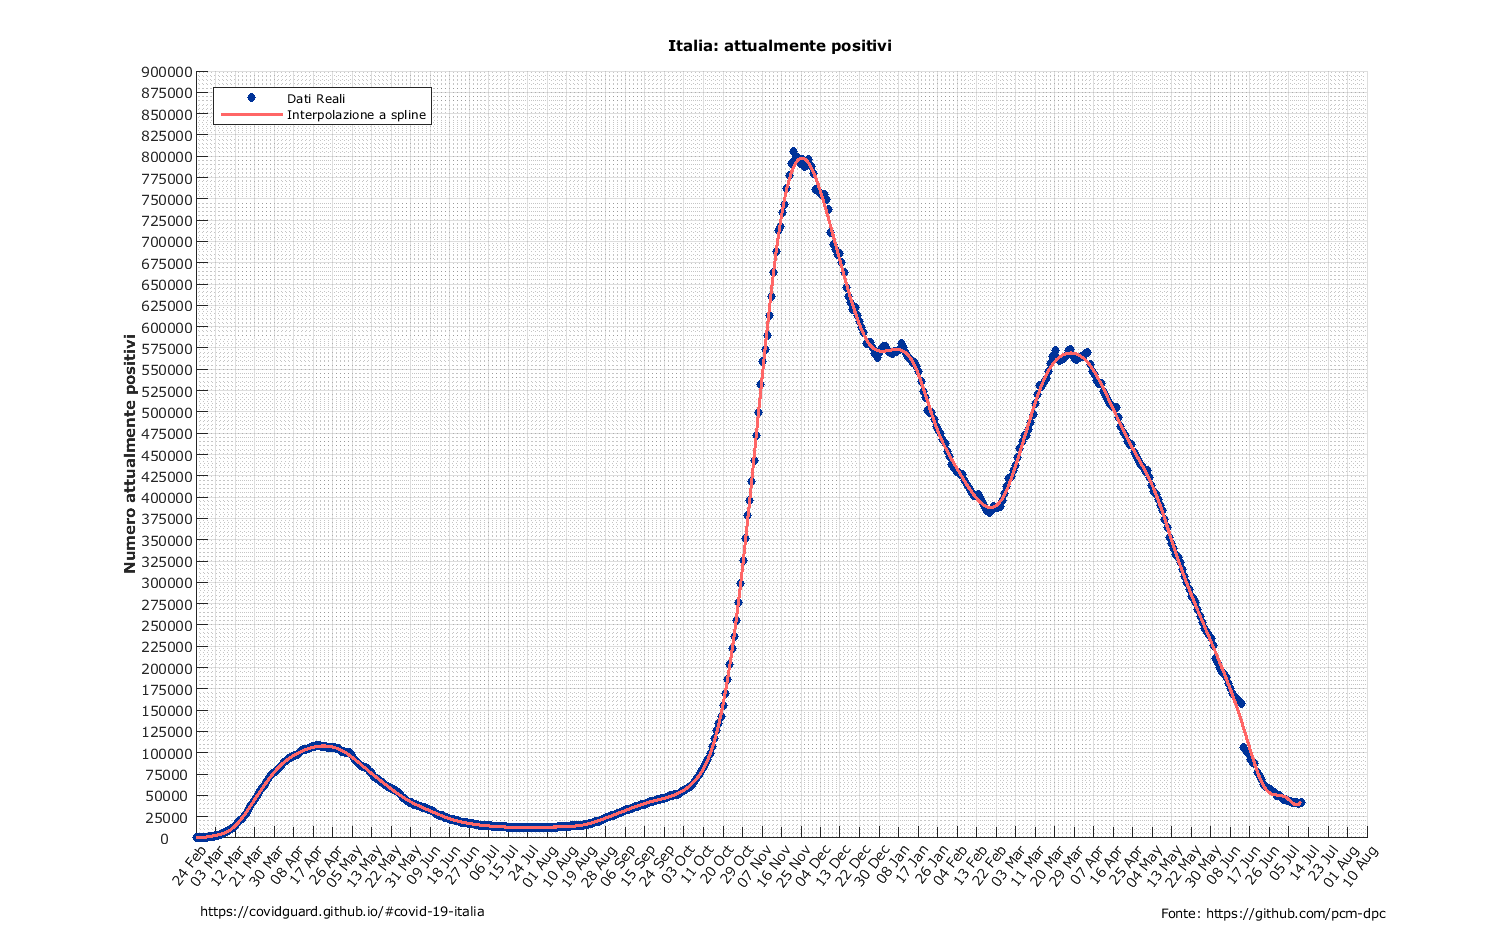 Italia: attualmente positivi
Dati Reali
Interpolazione a spline
Numero attualmente positivi
900000
875000
850000
825000
800000
775000
750000
725000
700000
675000
650000
625000
600000
575000
550000
525000
500000
475000
450000
425000
400000
375000
350000
325000
300000
275000
250000
225000
200000
175000
150000
125000
100000
75000
50000
25000
0
24 Feb
03 Mar
12 Mar
21 Mar
30 Mar
08 Apr
17 Apr
26 Apr
05 May
13 May
22 May
31 May
09 Jun
18 Jun
27 Jun
06 Jul
15 Jul
24 Jul
01 Aug
10 Aug
19 Aug
28 Aug
06 Sep
15 Sep
24 Sep
03 Oct
11 Oct
20 Oct
29 Oct
07 Nov
16 Nov
25 Nov
04 Dec
13 Dec
22 Dec
30 Dec
08 Jan
17 Jan
26 Jan
04 Feb
13 Feb
22 Feb
03 Mar
11 Mar
20 Mar
29 Mar
07 Apr
16 Apr
25 Apr
04 May
13 May
22 May
30 May
08 Jun
17 Jun
26 Jun
05 Jul
14 Jul
23 Jul
01 Aug
10 Aug
https://covidguard.github.io/#covid-19-italia
Fonte: https://github.com/pcm-dpc